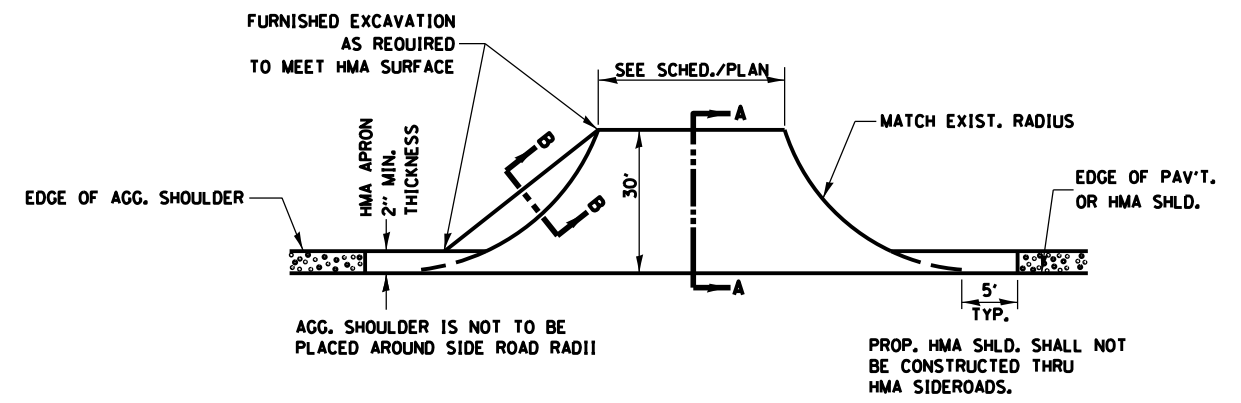 FURNISHED EXCAVATION
AS REQUIRED
TO MEET HMA SURFACE
SEE SCHED./PLAN
A
MATCH EXIST. RADIUS
HMA APRON
2" MIN.
THICKNESS
B
B
30'
EDGE OF AGG. SHOULDER
EDGE OF PAV'T.
OR HMA SHLD.
A
5'
TYP.
AGG. SHOULDER IS NOT TO BE
PLACED AROUND SIDE ROAD RADII
PROP. HMA SHLD. SHALL NOT
BE CONSTRUCTED THRU
HMA SIDEROADS.